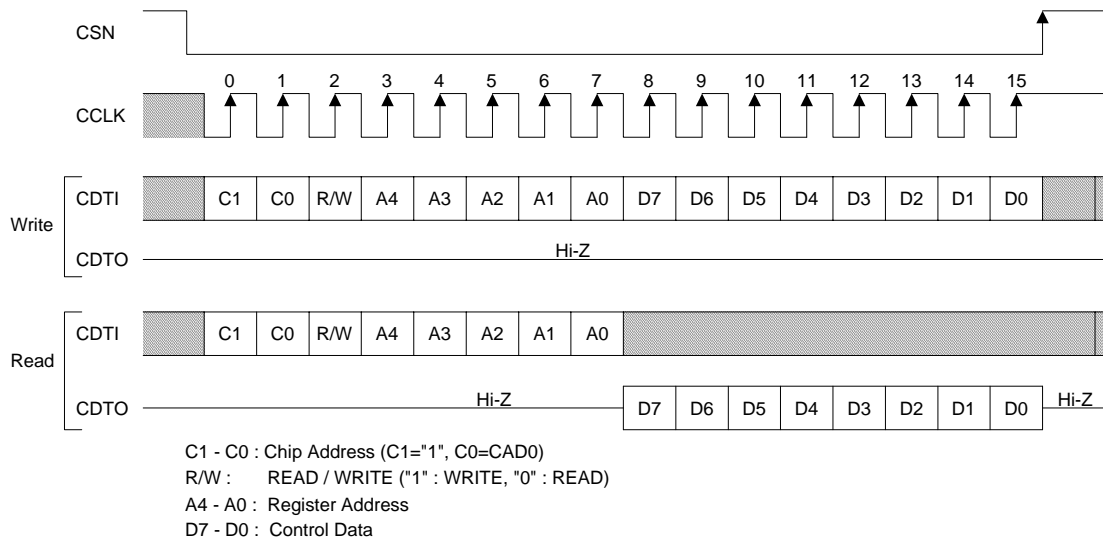 CSN
0 1 2 3 4 5 6 7 8 9 10 11 12 13 14 15
CCLK
Write
CDTI C1 C0 R/W A4 A3 A2 A1 A0 D7 D6 D5 D4 D3 D2 D1 D0
Hi-Z
CDTO
Read
CDTI C1 C0 R/W A4 A3 A2 A1 A0
CDTO Hi-Z D7 D6 D5 D4 D3 D2 D1 D0 Hi-Z
C1 - C0 : Chip Address (C1="1", C0=CAD0)
R/W : READ / WRITE ("1" : WRITE, "0" : READ)
A4 - A0 : Register Address
D7 - D0 : Control Data